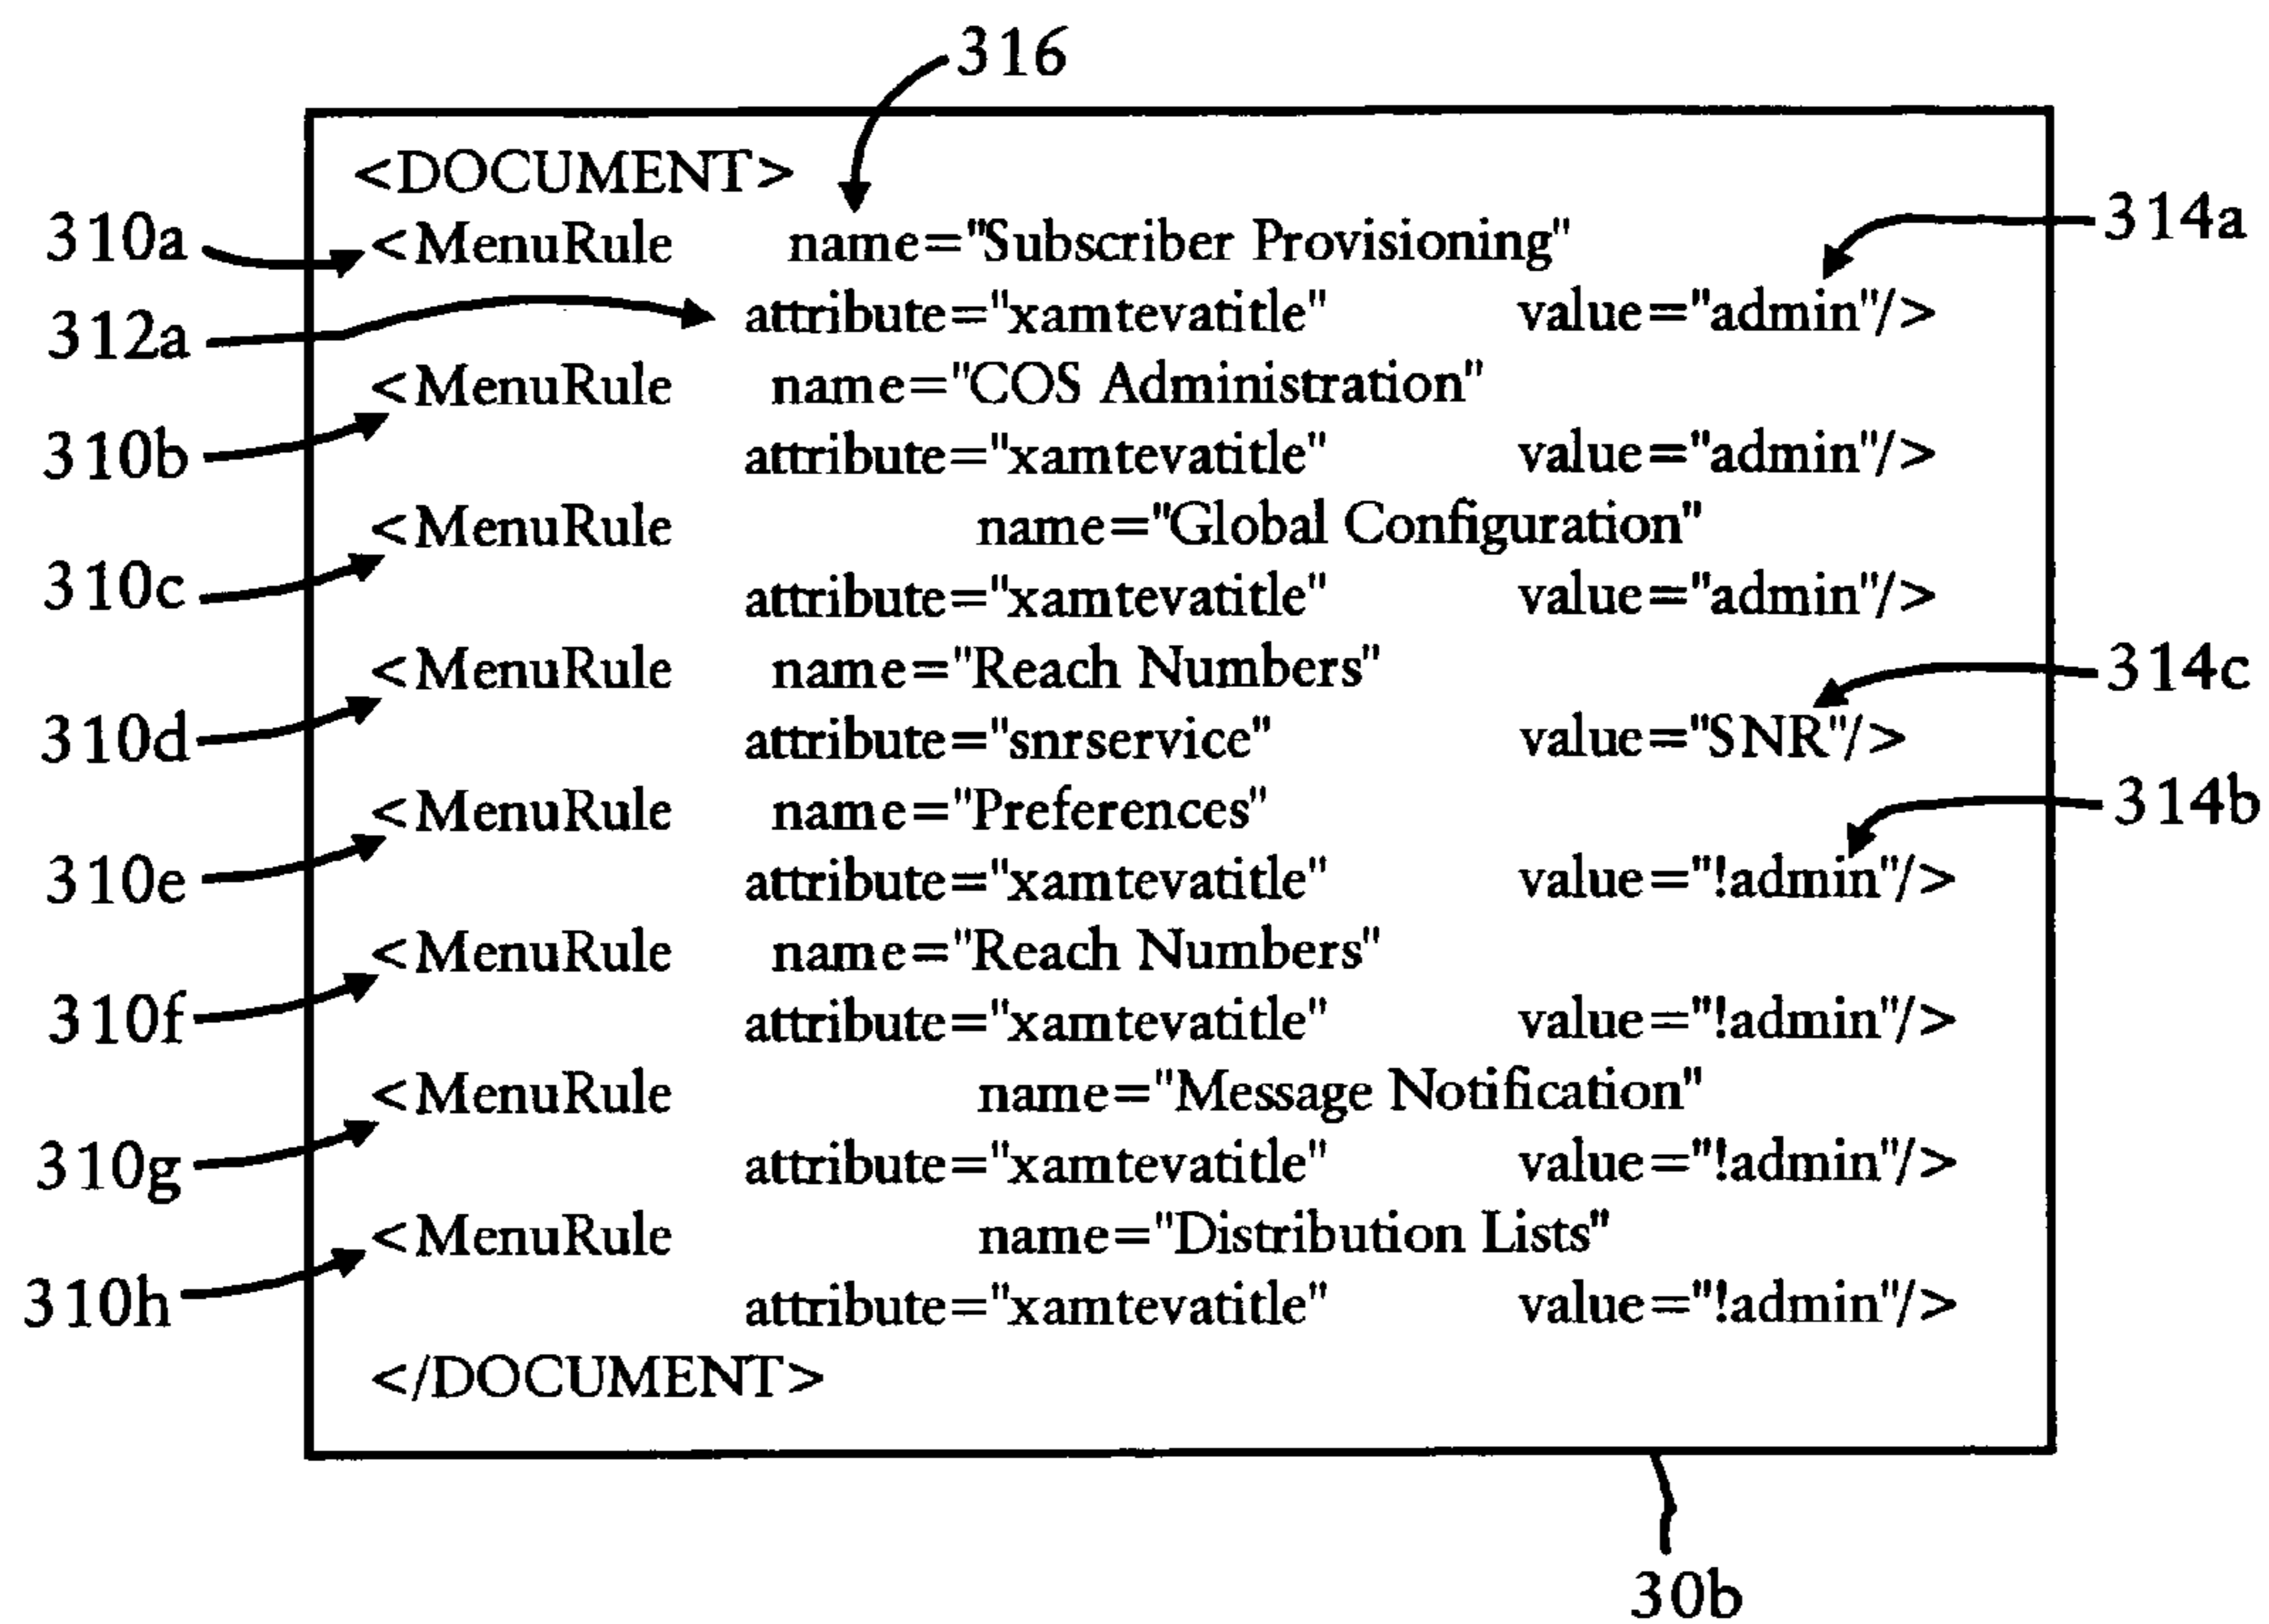 316
<DOCUMENT>
310a <MenuRule name="Subscriber Provisioning" 314a
312a attribute="xamtevatitle" value="admin"/>
<MenuRule name="COS Administration"
310b attribute="xamtevatitle" value="admin"/>
<MenuRule name="Global Configuration"
310c attribute="xamtevatitle" value="admin"/>
<MenuRule name="Reach Numbers" 314c
310d attribute="snrservice" value="SNR"/>
<MenuRule name="Preferences" 314b
310e attribute="xamtevatitle" value="!admin"/>
<MenuRule name="Reach Numbers"
310f attribute="xamtevatitle" value="!admin"/>
<MenuRule name="Message Notification"
310g attribute="xamtevatitle" value="!admin"/>
<MenuRule name="Distribution Lists"
310h attribute="xamtevatitle" value="!admin"/>
</DOCUMENT>
30b